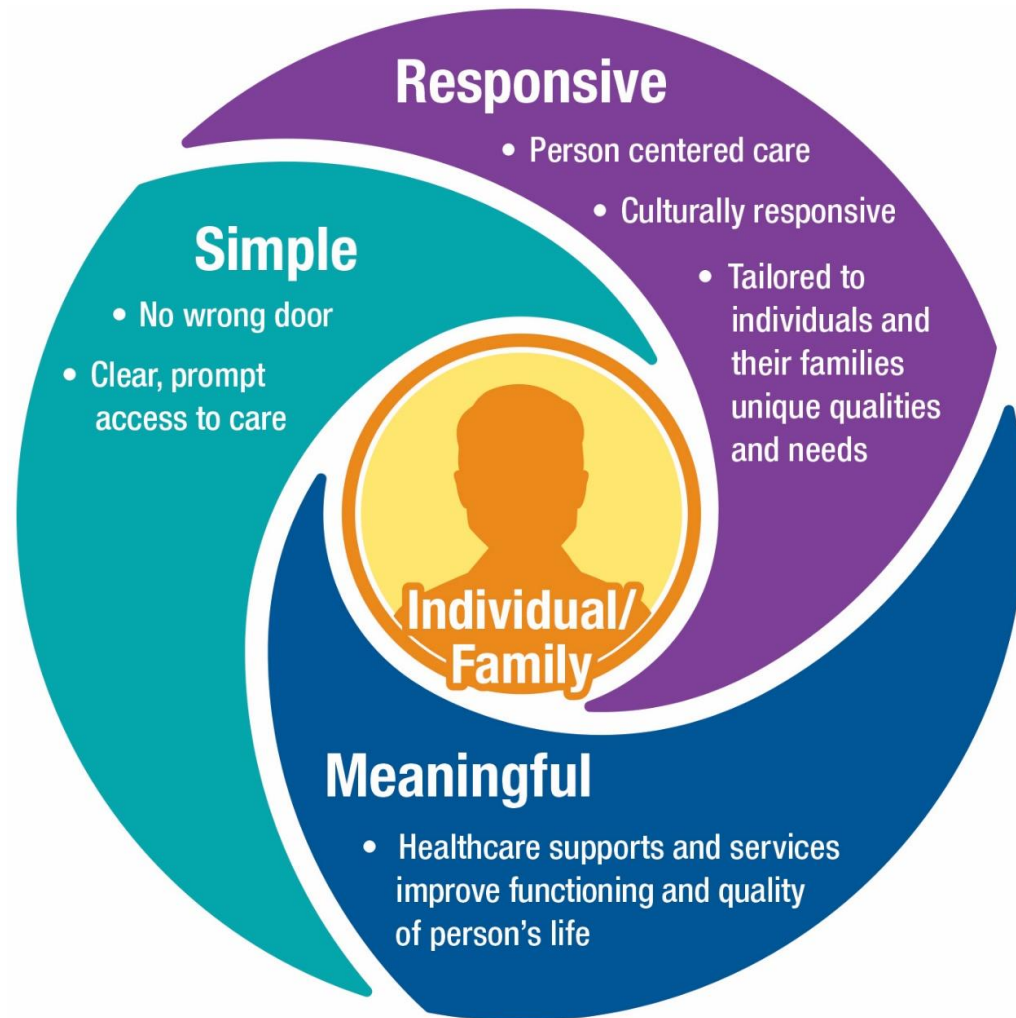 Responsive
• Person centered care
• Culturally responsive
• Tailored to
individuals and
their families
unique qualities
and needs
Simple
• No wrong door
• Clear, prompt
access to care
Individual/
Family
Meaningful
• Healthcare supports and services
improve functioning and quality
of person’s life